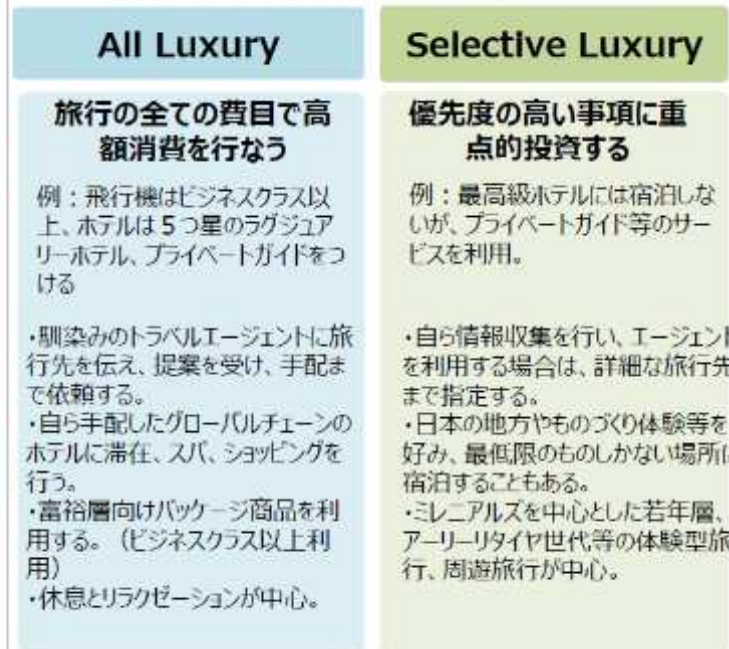 All Luxury
旅行の全ての費目で高
額消費を行なう
例：飛行機はビジネスクラス以
上、ホテルは5つ星のラグジュア
リーホテル、プライベートガイドをつ
ける
・馴染みのトラベルエージェントに旅
行先を伝え、提案を受け、手配ま
で依頼する。
・自ら手配したグローバルチェーンの
ホテルに滞在、スパ、ショッピングを
行う。
・富裕層向けパッケージ商品を利
用する。（ビジネスクラス以上利
用）
・休息とリラクゼーションが中心。
Selective Luxury
優先度の高い事項に重
点的投資する
例：最高級ホテルには宿泊しな
いが、プライベートガイド等のサー
ビスを利用。
・自ら情報収集を行い、エージェント
を利用する場合は、詳細な旅行先
まで指定する。
・日本の地方やものづくり体験等を
好み、最低限のものしかない場所に
宿泊することもある。
・ミレニアルズを中心とした若年層、
アーリーリタイヤ世代等の体験型旅
行、周遊旅行が中心。